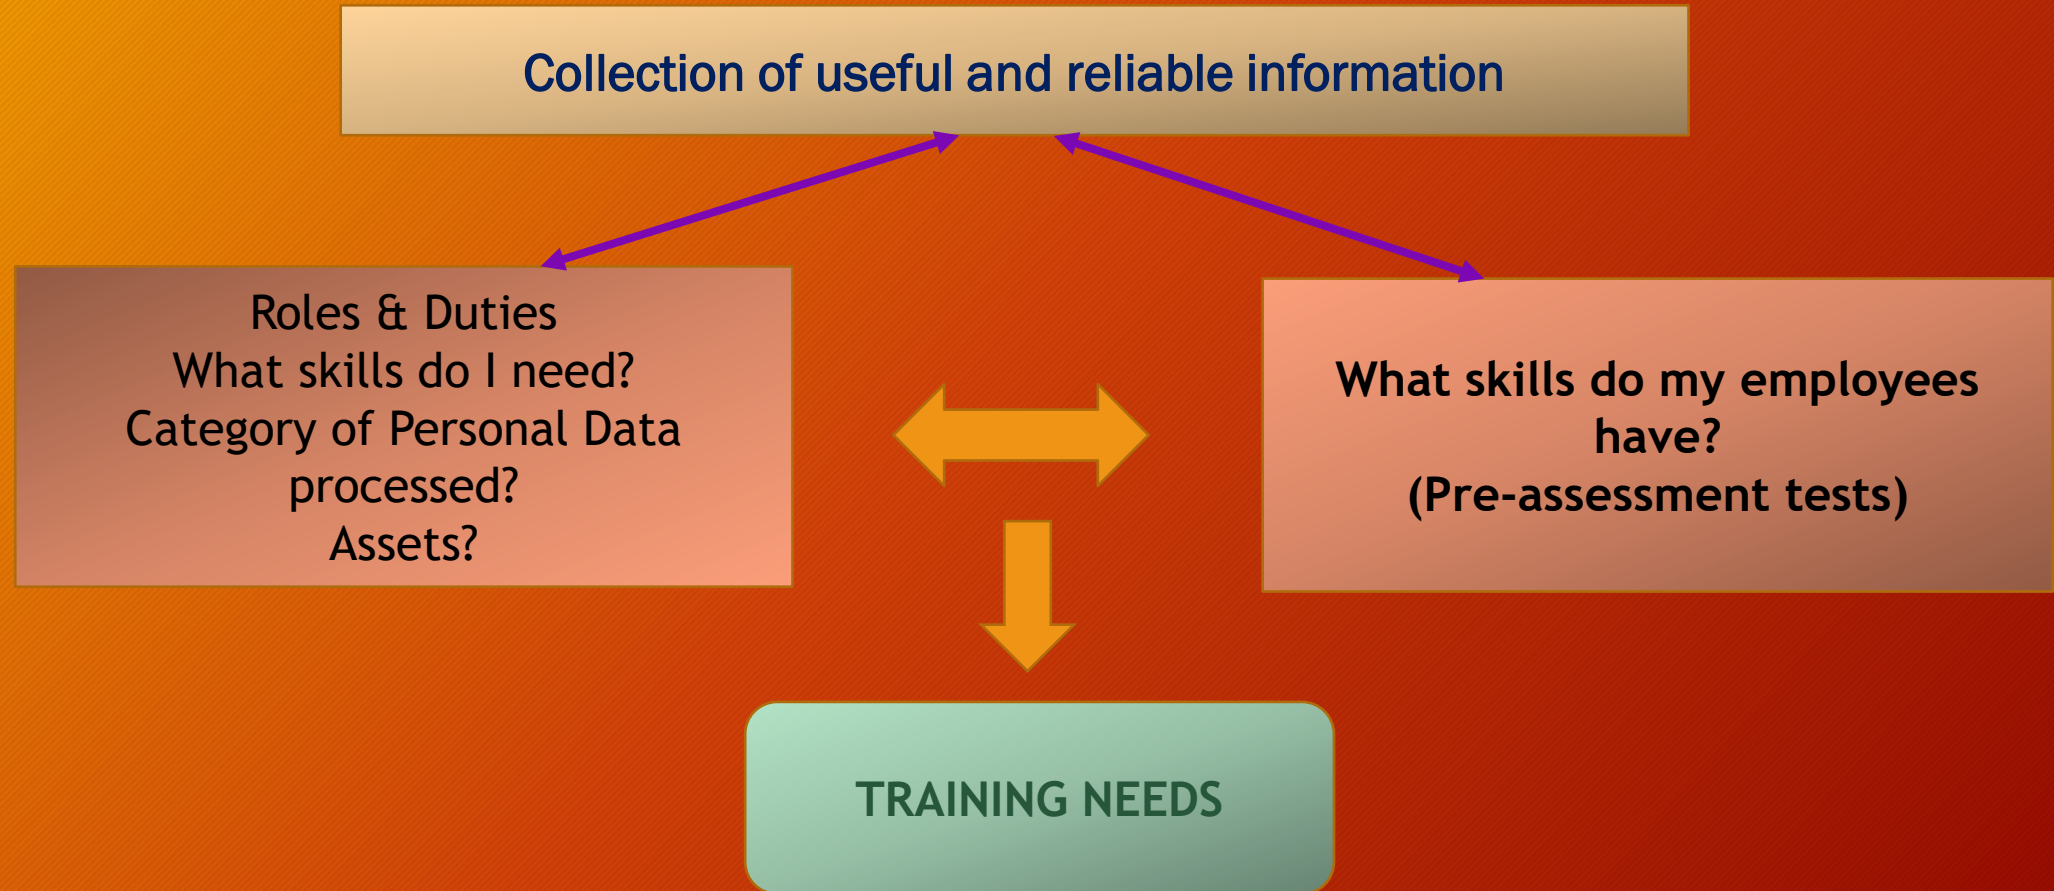 Collection of useful and reliable information
Roles & Duties
What skills do I need?
Category of Personal Data
processed?
Assets?
What skills do my employees
have?
(Pre-assessment tests)
TRAINING NEEDS